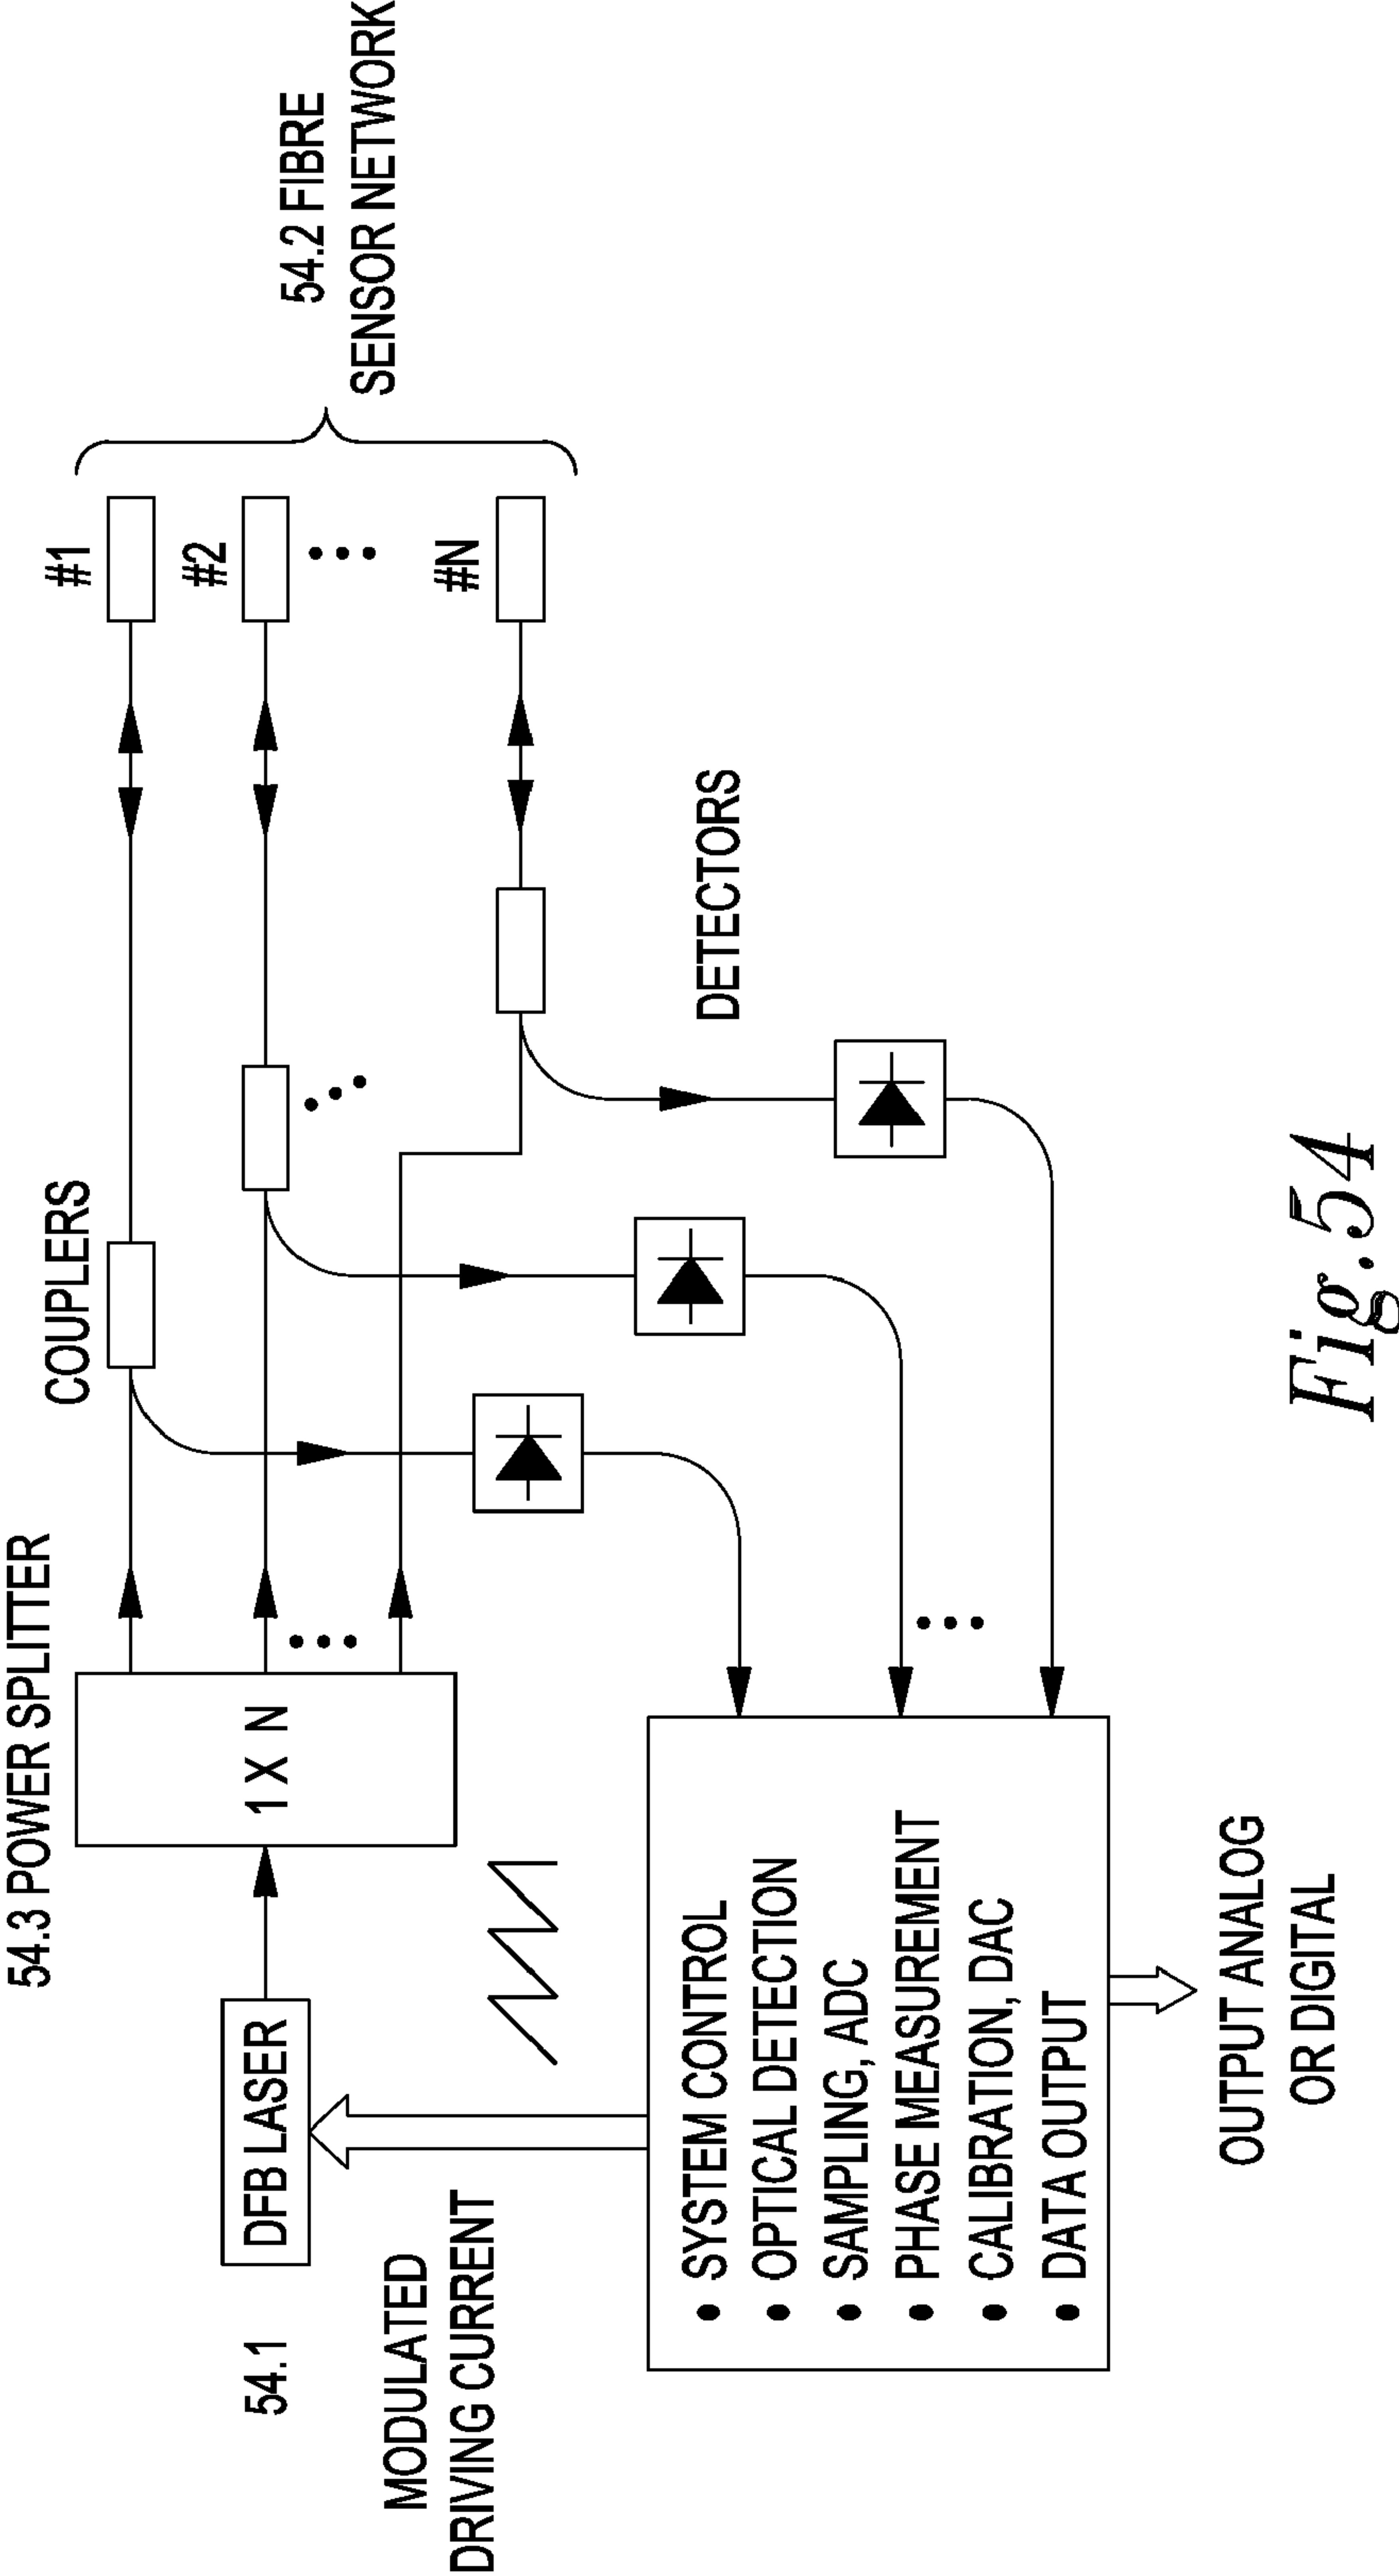 54.3 POWER SPLITTER
COUPLERS
#1
#2
#N
54.2 FIBRE
SENSOR NETWORK
54.1
DFB LASER
1 X N
MODULATED
DRIVING CURRENT
DETECTORS
• SYSTEM CONTROL
• OPTICAL DETECTION
• SAMPLING, ADC
• PHASE MEASUREMENT
• CALIBRATION, DAC
• DATA OUTPUT
OUTPUT ANALOG
OR DIGITAL
Fig.54